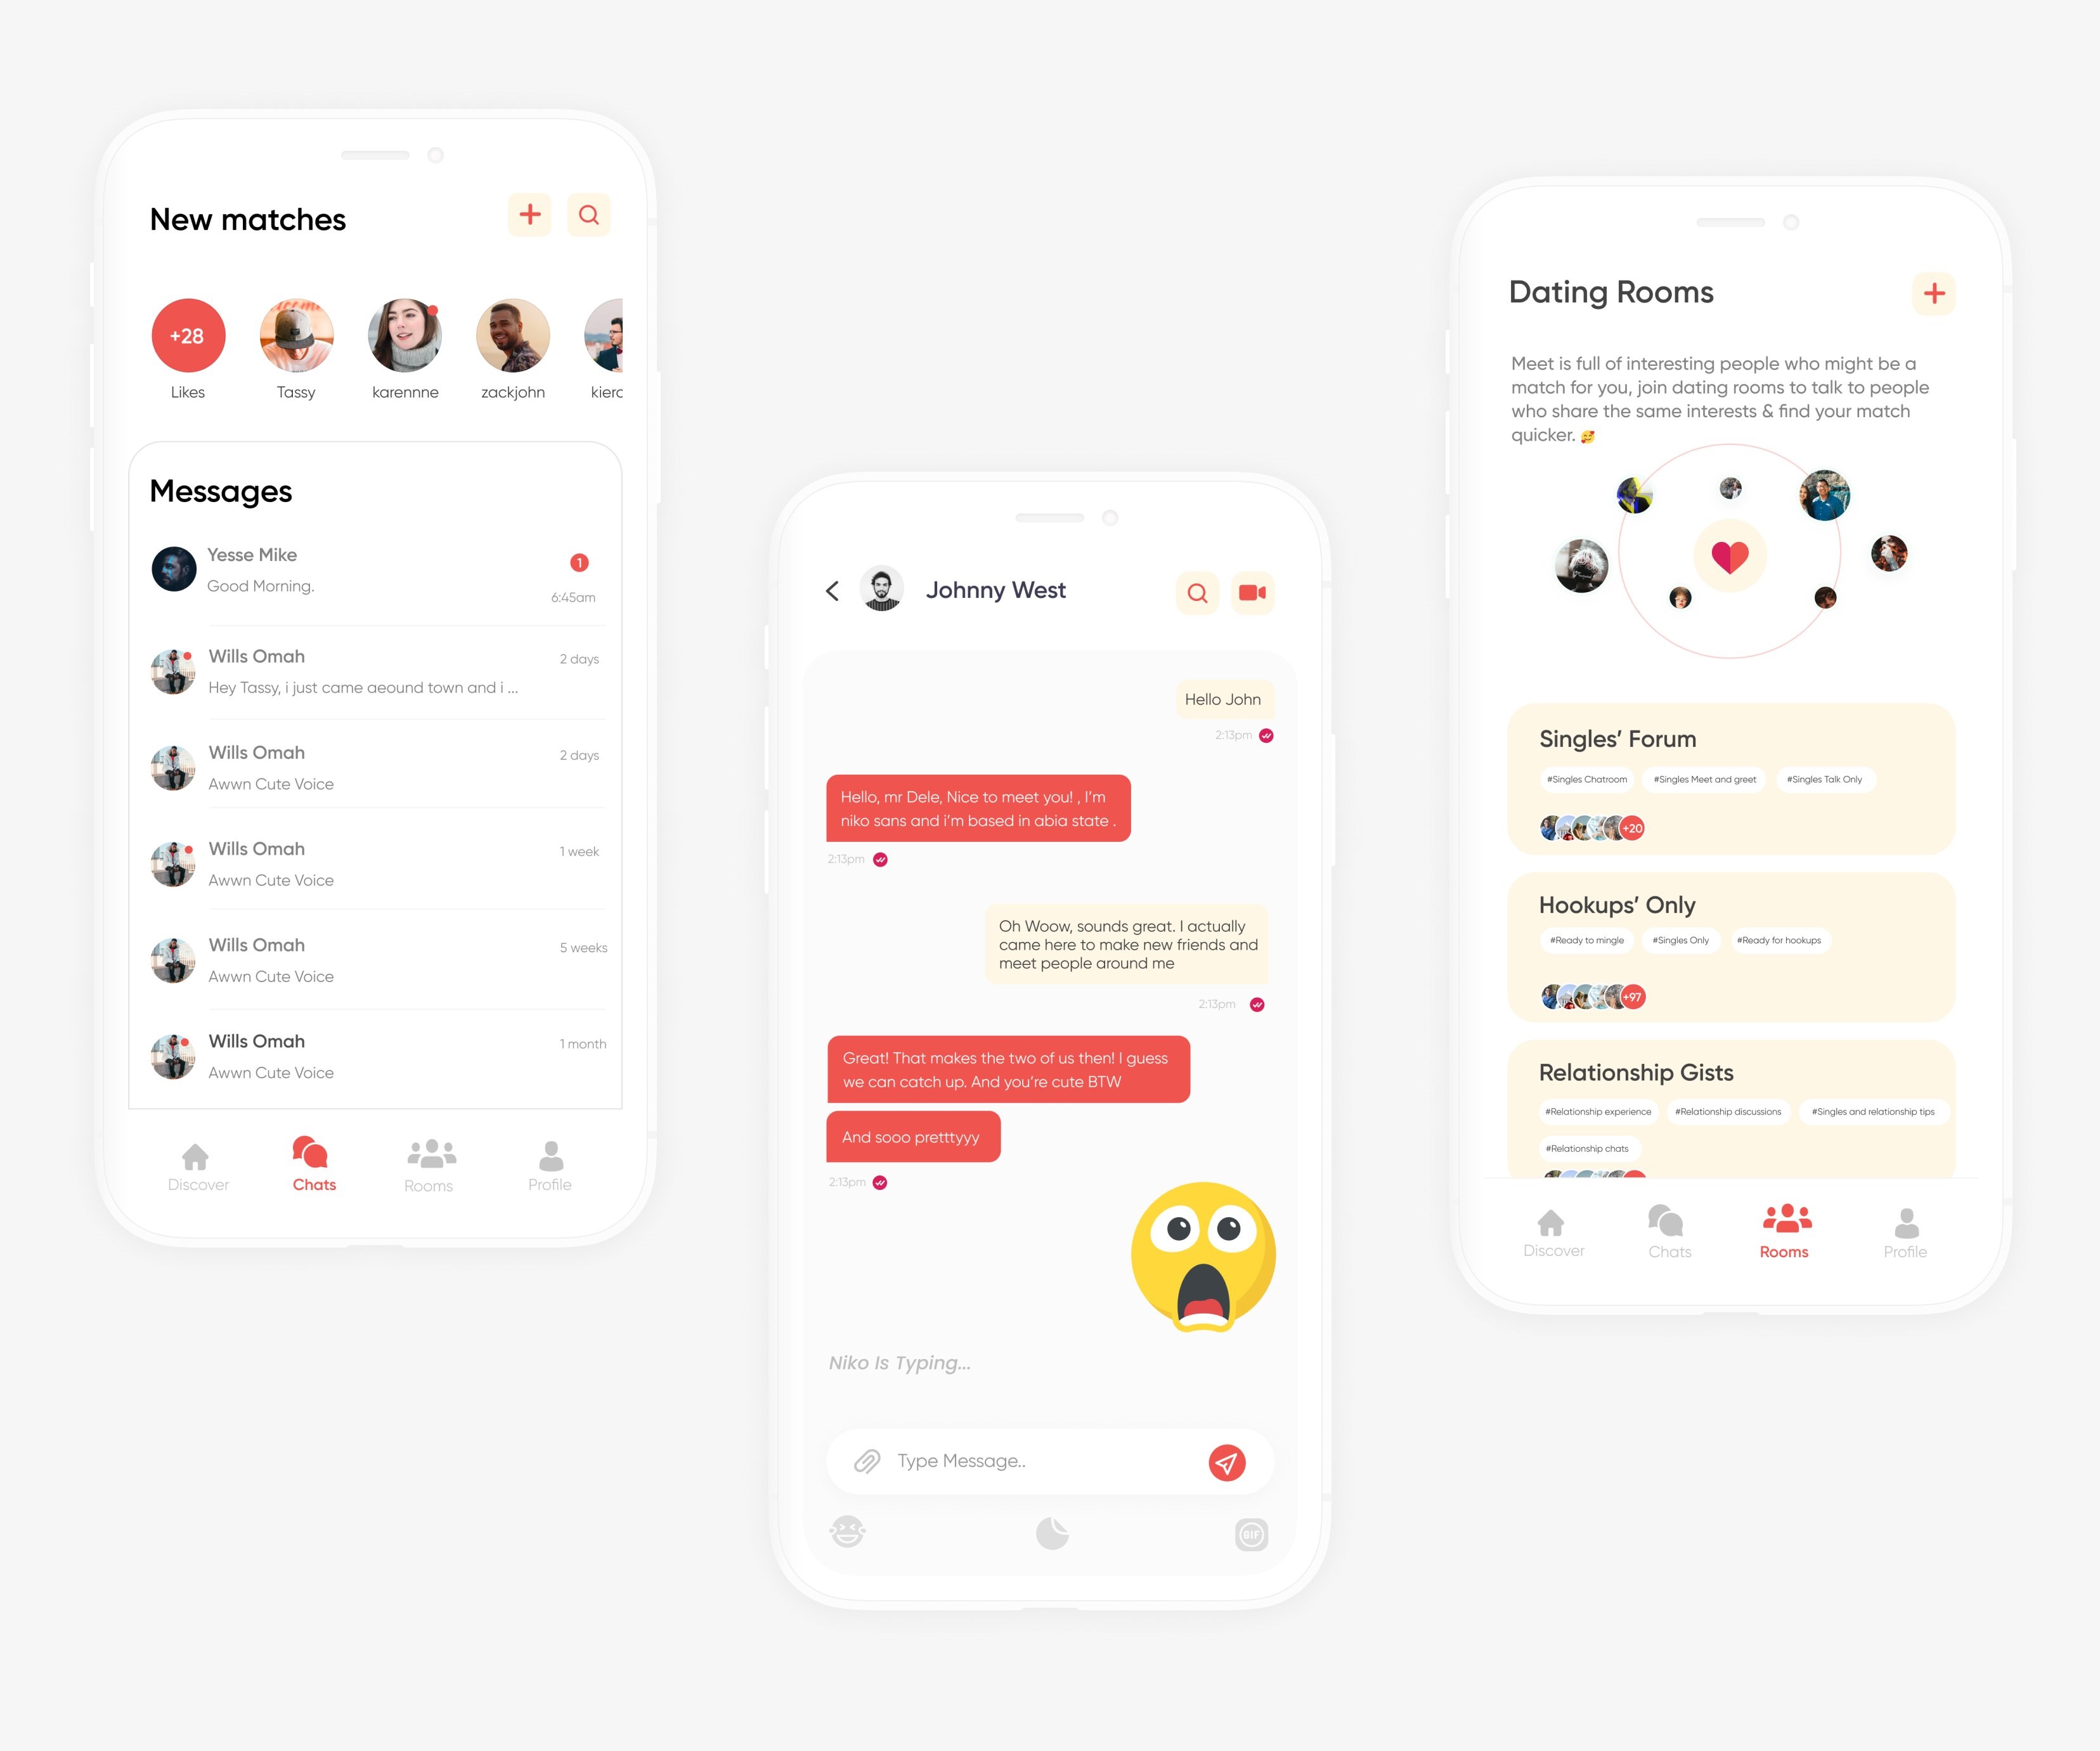 New matches
+28
Likes
Tassy
karennne
zackjohn
kierc
Messages
Yesse Mike
1
Good Morning.
6:45am
Wills Omah
2 days
Hey Tassy, i just came aeound town and i ...
Wills Omah
2 days
Awwn Cute Voice
Wills Omah
1 week
Awwn Cute Voice
Wills Omah
5 weeks
Awwn Cute Voice
Wills Omah
1 month
Awwn Cute Voice
Discover
Chats
Rooms
Profile
Johnny West
Hello John
2:13pm
Hello, mr Dele, Nice to meet you! , I'm
niko sans and i'm based in abia state .
2:13pm
Oh Woow, sounds great. I actually
came here to make new friends and
meet people around me
2:13pm
Great! That makes the two of us then! I guess
we can catch up. And you're cute BTW
And sooo pretttyyy
2:13pm
Niko Is Typing...
Type Message..
GIF
Dating Rooms
Meet is full of interesting people who might be a
match for you, join dating rooms to talk to people
who share the same interests & find your match
quicker. 🥰
Singles' Forum
#Singles Chatroom
#Singles Meet and greet
#Singles Talk Only
+20
Hookups' Only
#Ready to mingle
#Singles Only
#Ready for hookups
+97
Relationship Gists
#Relationship experience
#Relationship discussions
#Singles and relationship tips
#Relationship chats
Discover
Chats
Rooms
Profile